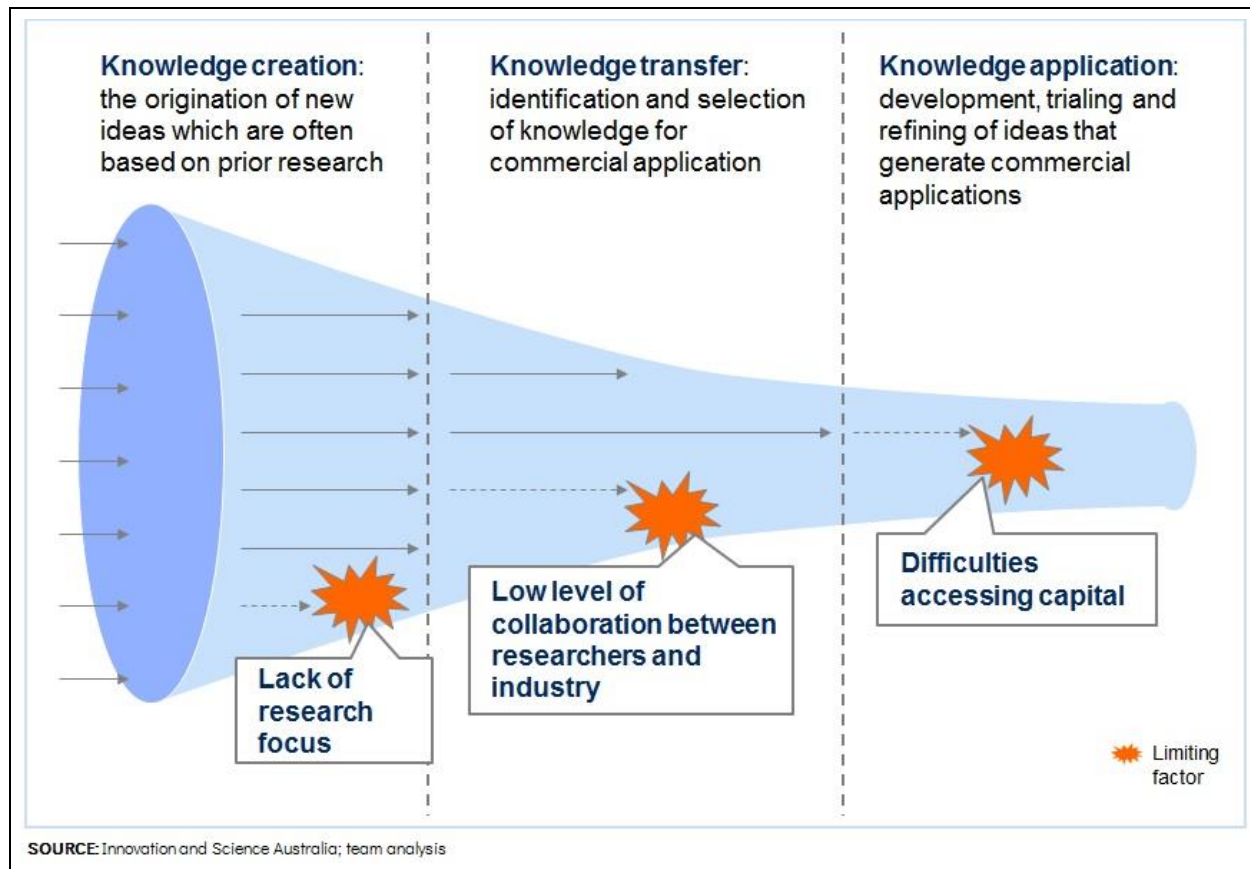 Knowledge creation:
the origination of new
ideas which are often
based on prior research
Knowledge transfer:
identification and selection
of knowledge for
commercial application
Knowledge application:
development, trialing and
refining of ideas that
generate commercial
applications
Lack of
research
focus
Low level of
collaboration between
researchers and
industry
Difficulties
accessing capital
Limiting
factor
SOURCE: Innovation and Science Australia; team analysis